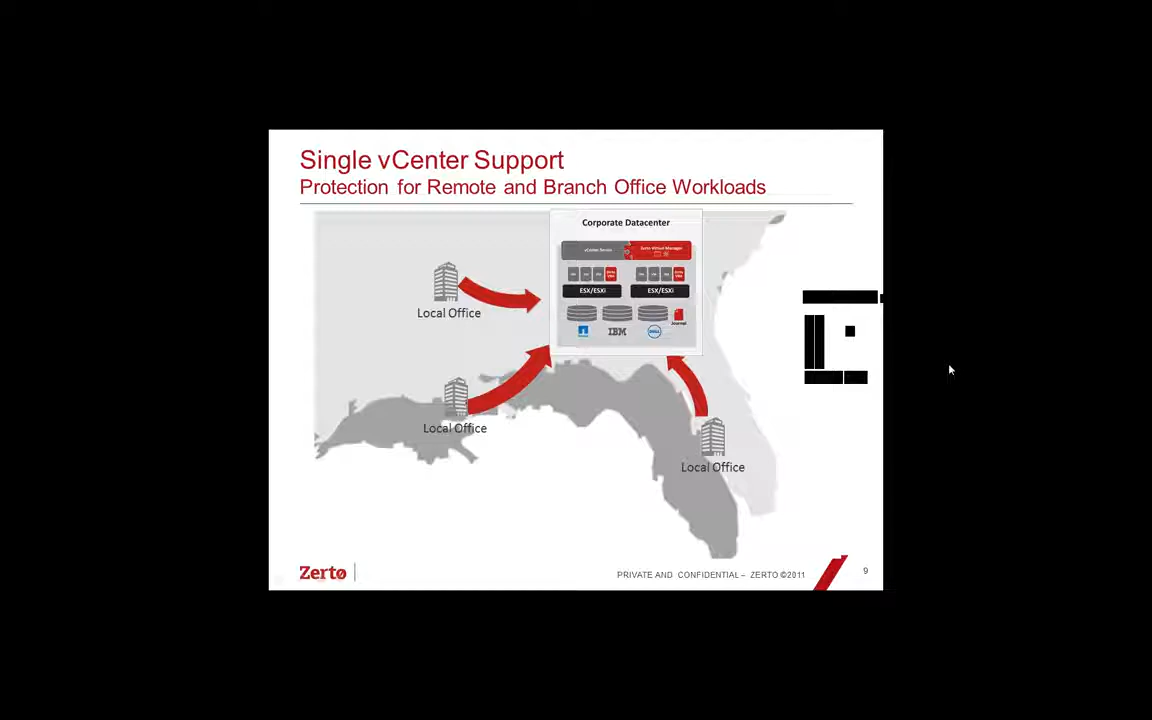 Single vCenter Support
Protection for Remote and Branch Office Workloads
Corporate Datacenter
vCenter Server
Zerto Virtual Manager
ESX/ESXi
ESX/ESXi
IBM
DELL
Journal
Local Office
Local Office
Local Office
Zerto
PRIVATE AND CONFIDENTIAL – ZERTO ©2011
9